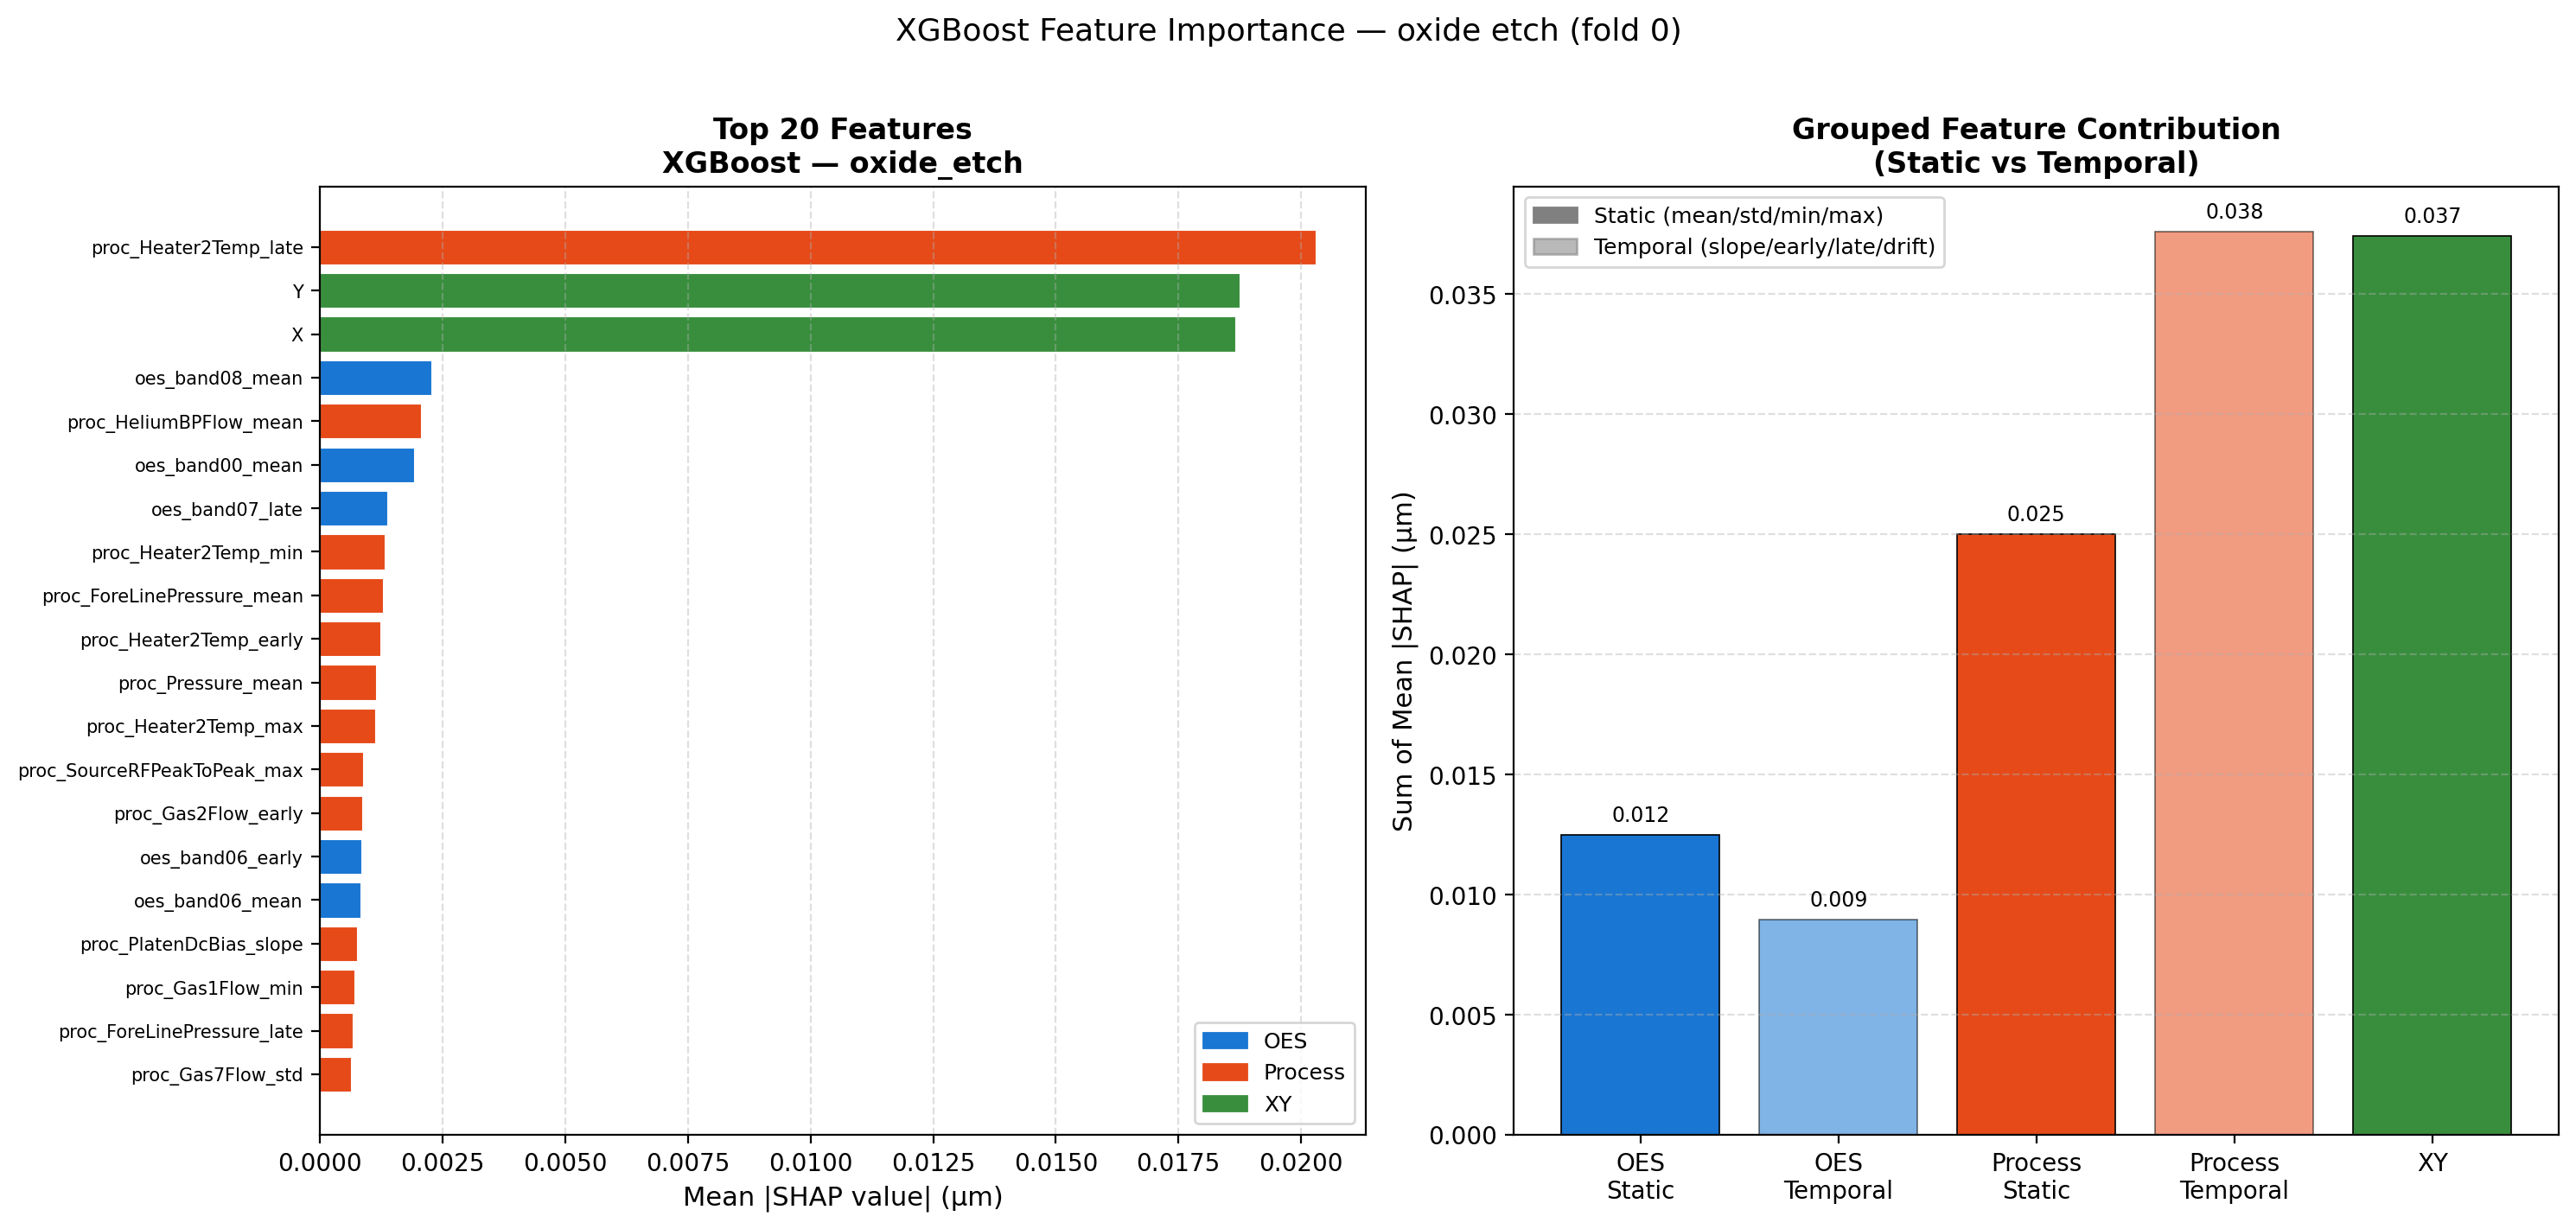 XGBoost Feature Importance — oxide etch (fold 0)
Top 20 Features
XGBoost — oxide_etch
proc_Heater2Temp_late
Y
X
oes_band08_mean
proc_HeliumBPFlow_mean
oes_band00_mean
oes_band07_late
proc_Heater2Temp_min
proc_ForeLinePressure_mean
proc_Heater2Temp_early
proc_Pressure_mean
proc_Heater2Temp_max
proc_SourceRFPeakToPeak_max
proc_Gas2Flow_early
oes_band06_early
oes_band06_mean
proc_PlatenDcBias_slope
proc_Gas1Flow_min
proc_ForeLinePressure_late
proc_Gas7Flow_std
OES
Process
XY
0.0000 0.0025 0.0050 0.0075 0.0100 0.0125 0.0150 0.0175 0.0200
Mean |SHAP value| (μm)
Grouped Feature Contribution
(Static vs Temporal)
Static (mean/std/min/max)
Temporal (slope/early/late/drift)
Sum of Mean |SHAP| (μm)
0.035
0.030
0.025
0.020
0.015
0.010
0.005
0.000
0.012
0.009
0.025
0.038
0.037
OES
Static
OES
Temporal
Process
Static
Process
Temporal
XY